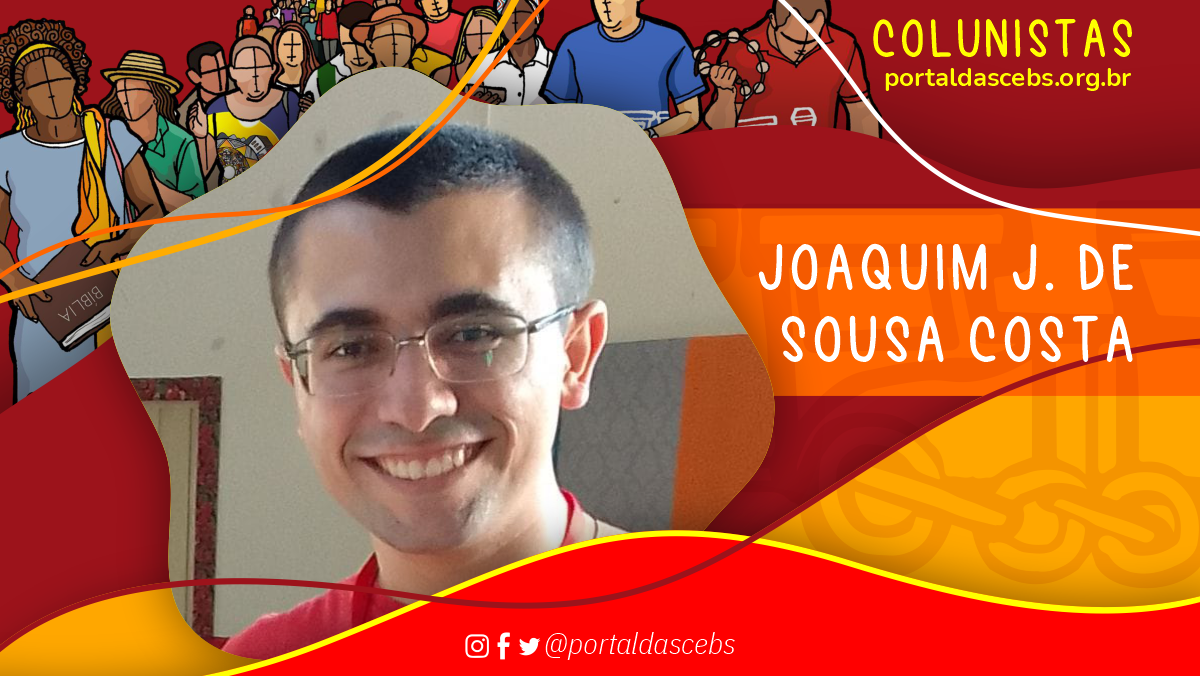 COLUNISTAS
portaldascebs.org.br
BÍBLIA
JOAQUIM J. DE
SOUSA COSTA
@portaldascebs